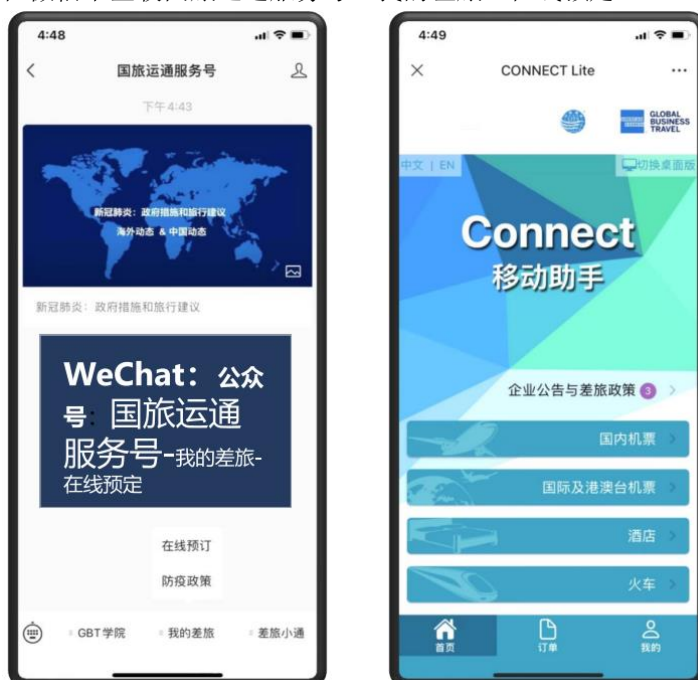 4:48
国旅运通服务号
下午 4:43
新冠肺炎：政府措施和旅行建议
海外动态 & 中国动态
新冠肺炎：政府措施和旅行建议
WeChat：公众
号：国旅运通
服务号-我的差旅-
在线预定
在线预订
防疫政策
GBT 学院
我的差旅
差旅小通
4:49
CONNECT Lite
GLOBAL
BUSINESS
TRAVEL
中文 | EN
切换桌面版
Connect
移动助手
企业公告与差旅政策 3
国内机票
国际及港澳台机票
酒店
火车
首页
订单
我的